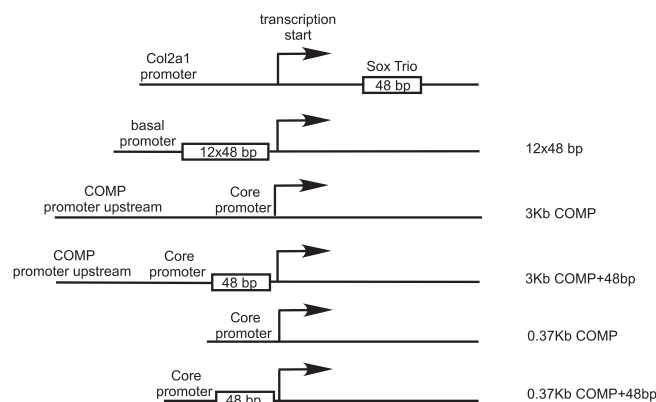 transcription
start
Col2a1
promoter
Sox Trio
48 bp
basal
promoter
12x48 bp
12x48 bp
COMP
promoter upstream
Core
promoter
3Kb COMP
COMP
promoter upstream
Core
promoter
48 bp
3Kb COMP+48bp
Core
promoter
0.37Kb COMP
Core
promoter
48 bp
0.37Kb COMP+48bp